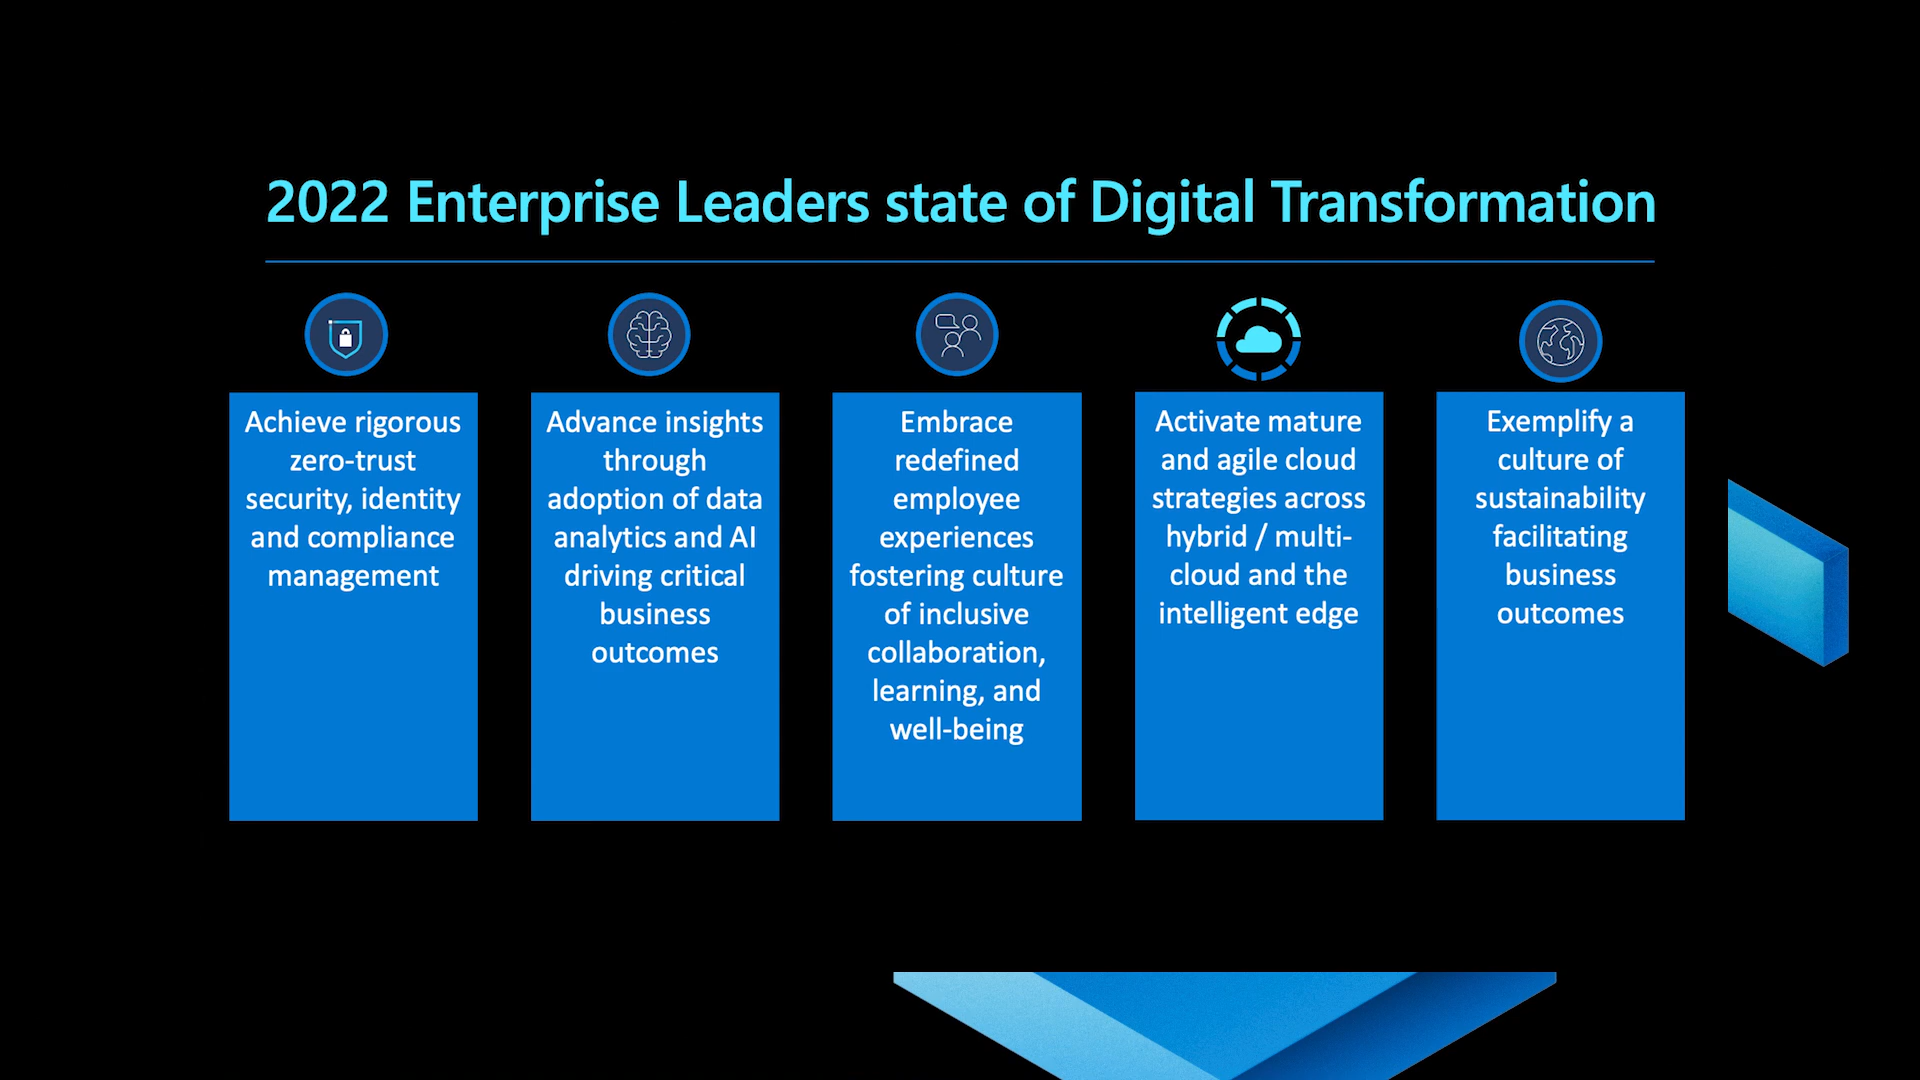 2022 Enterprise Leaders state of Digital Transformation
Achieve rigorous
zero-trust
security, identity
and compliance
management
Advance insights
through
adoption of data
analytics and AI
driving critical
business
outcomes
Embrace
redefined
employee
experiences
fostering culture
of inclusive
collaboration,
learning, and
well-being
Activate mature
and agile cloud
strategies across
hybrid / multi-
cloud and the
intelligent edge
Exemplify a
culture of
sustainability
facilitating
business
outcomes